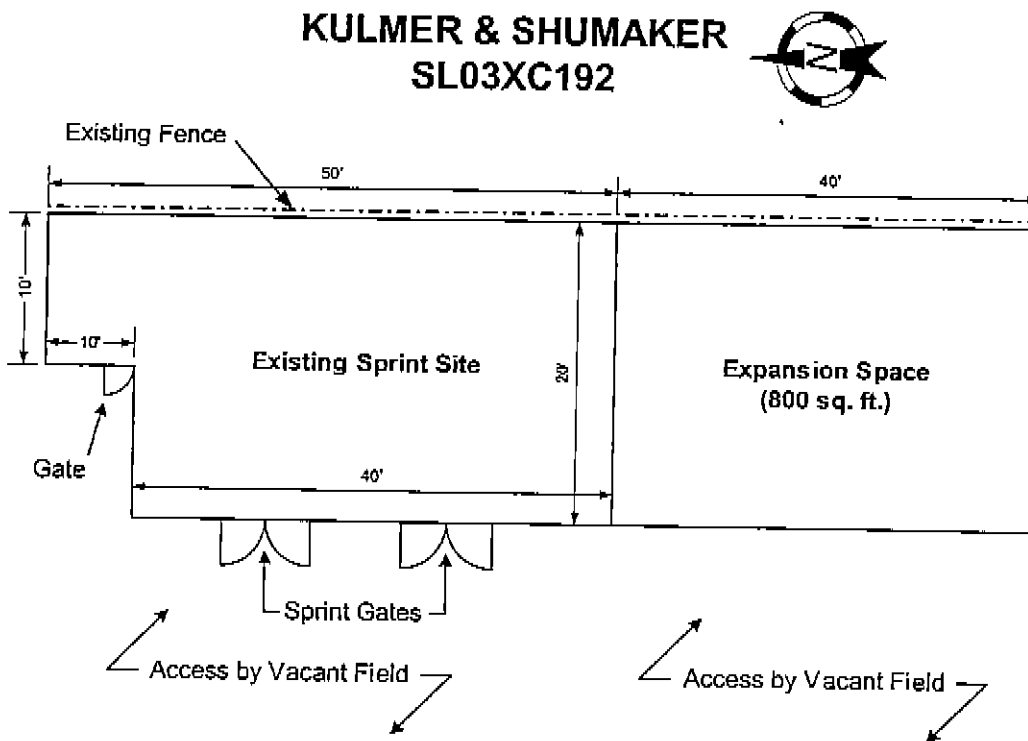 KULMER & SHUMAKER
SL03XC192
N
Existing Fence
50'
40'
10'
10'
Existing Sprint Site
20'
Expansion Space
(800 sq. ft.)
Gate
40'
Sprint Gates
Access by Vacant Field
Access by Vacant Field